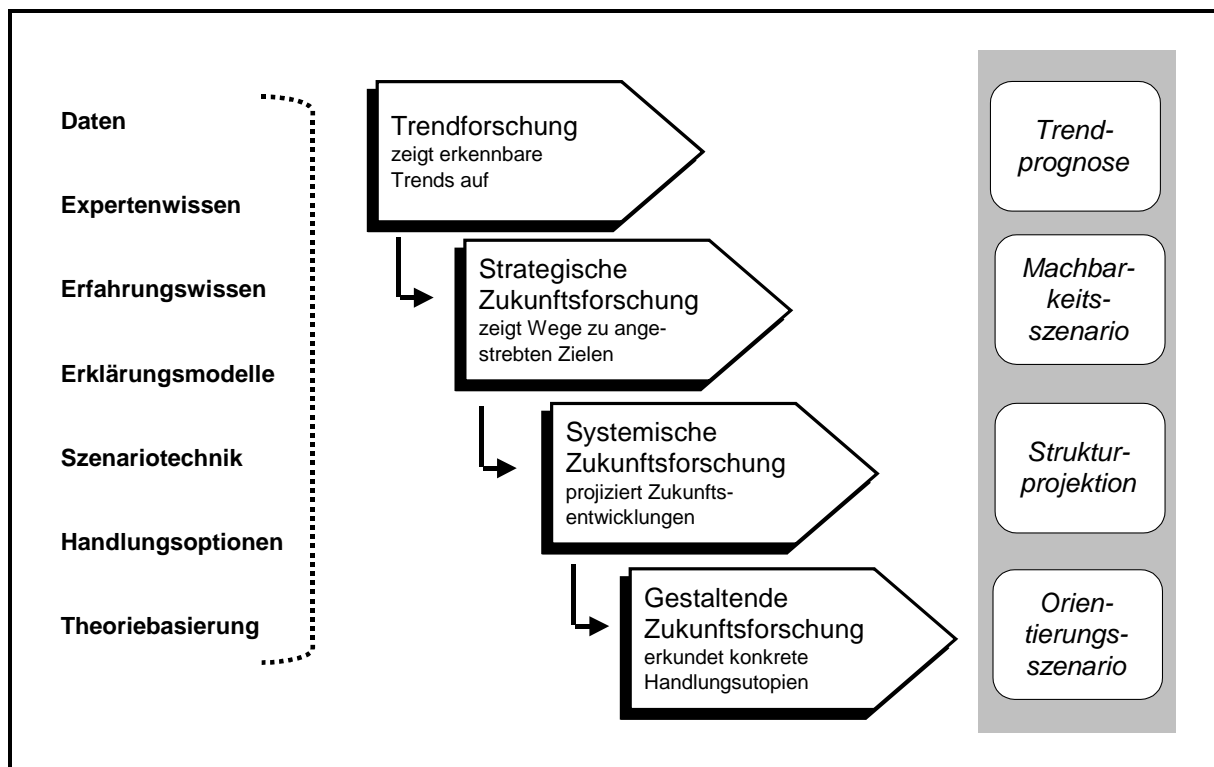 Daten
Expertenwissen
Erfahrungswissen
Erklärungsmodelle
Szenariotechnik
Handlungsoptionen
Theoriebasierung
Trendforschung
zeigt erkennbare
Trends auf
Strategische
Zukunftsforschung
zeigt Wege zu ange-
strebten Zielen
Systemische
Zukunftsforschung
projiziert Zukunfts-
entwicklungen
Gestaltende
Zukunftsforschung
erkundet konkrete
Handlungsutopien
Trend-
prognose
Machbar-
keits-
szenario
Struktur-
projektion
Orien-
tierungs-
szenario